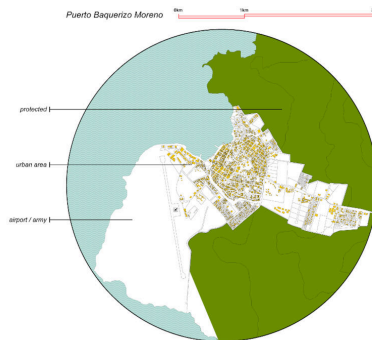 Puerto Baquerizo Moreno
0km 1km
protected
urban area
airport / army